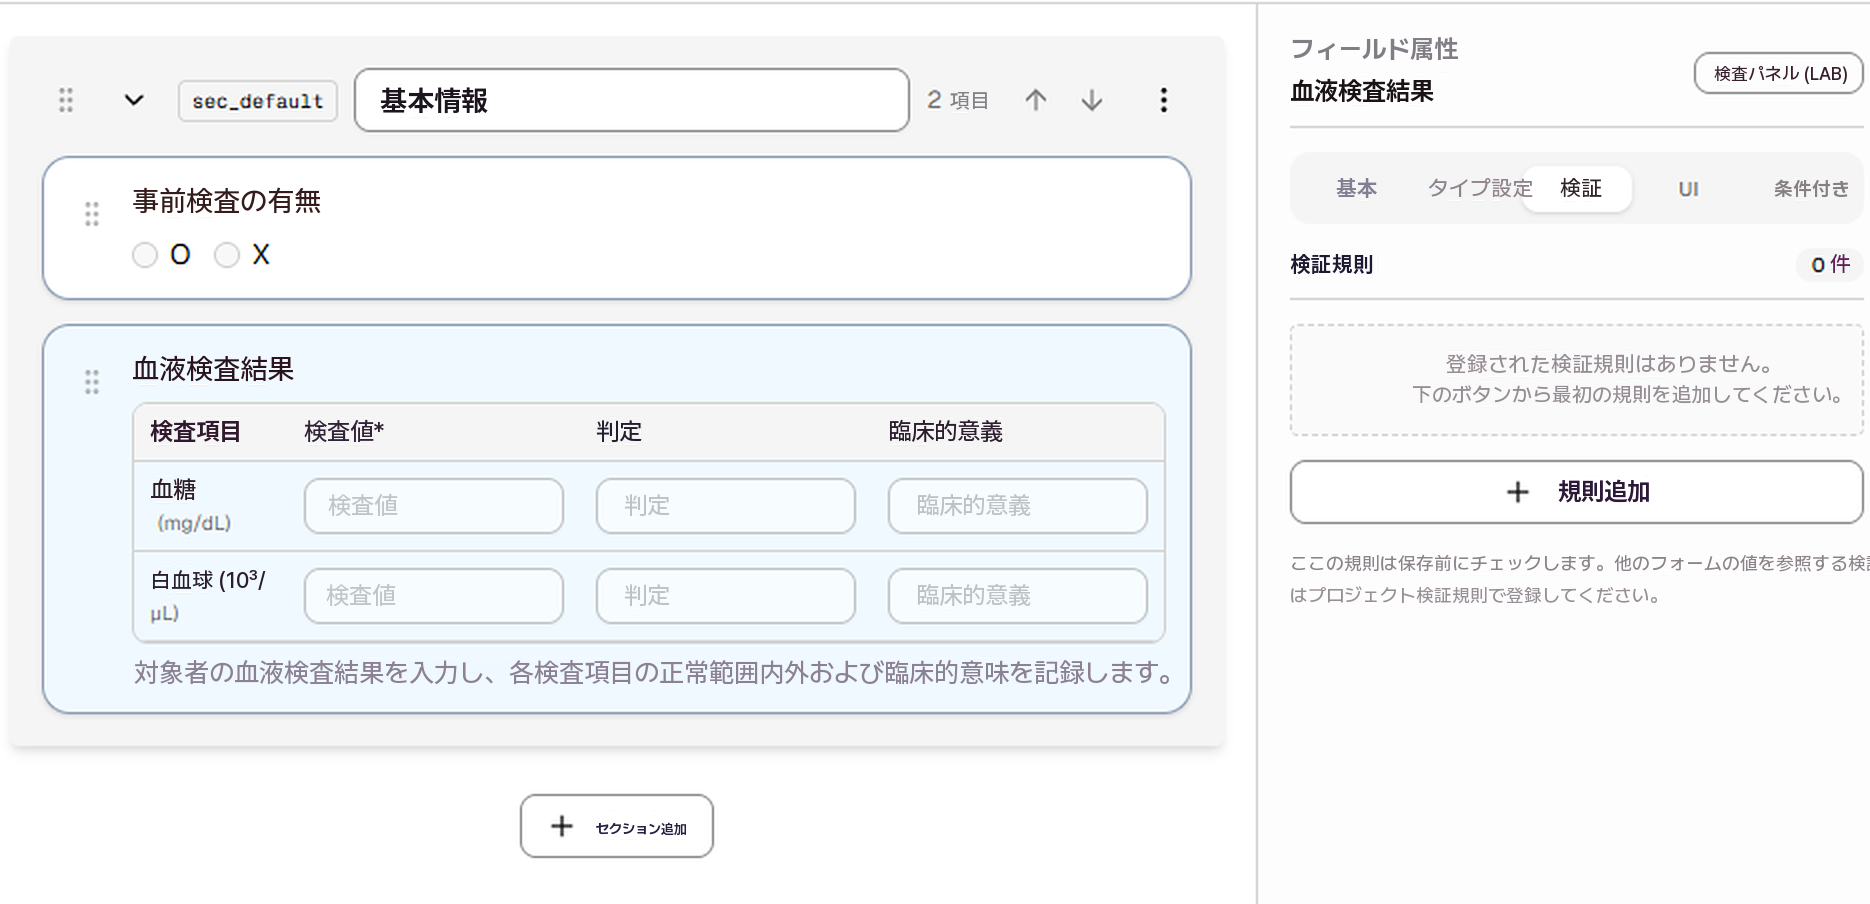 sec_default 基本情報 2 項目
事前検査の有無
O X
血液検査結果
検査項目 検査値* 判定 臨床的意義
血糖 (mg/dL) 検査値 判定 臨床的意義
白血球 (10³/ 検査値 判定 臨床的意義
μL)
対象者の血液検査結果を入力し、各検査項目の正常範囲内外および臨床的意味を記録します。
セクション追加
フィールド属性
血液検査結果 検査パネル (LAB)
基本 タイプ設定 検証 UI 条件付き
検証規則 0 件
登録された検証規則はありません。
下のボタンから最初の規則を追加してください。
規則追加
ここの規則は保存前にチェックします。他のフォームの値を参照する検
はプロジェクト検証規則で登録してください。